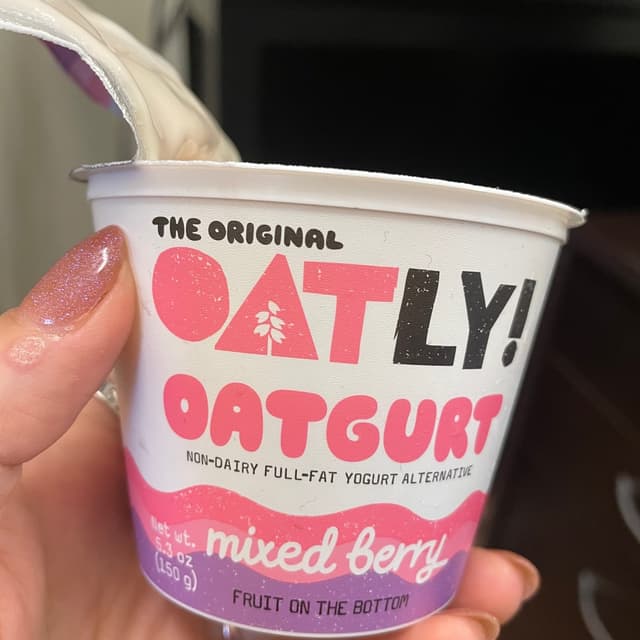 THE ORIGINAL
OATLY!
OATGURT
NON-DAIRY FULL-FAT YOGURT ALTERNATIVE
mixed berry
Net wt.
5.3 oz
(150 g)
FRUIT ON THE BOTTOM